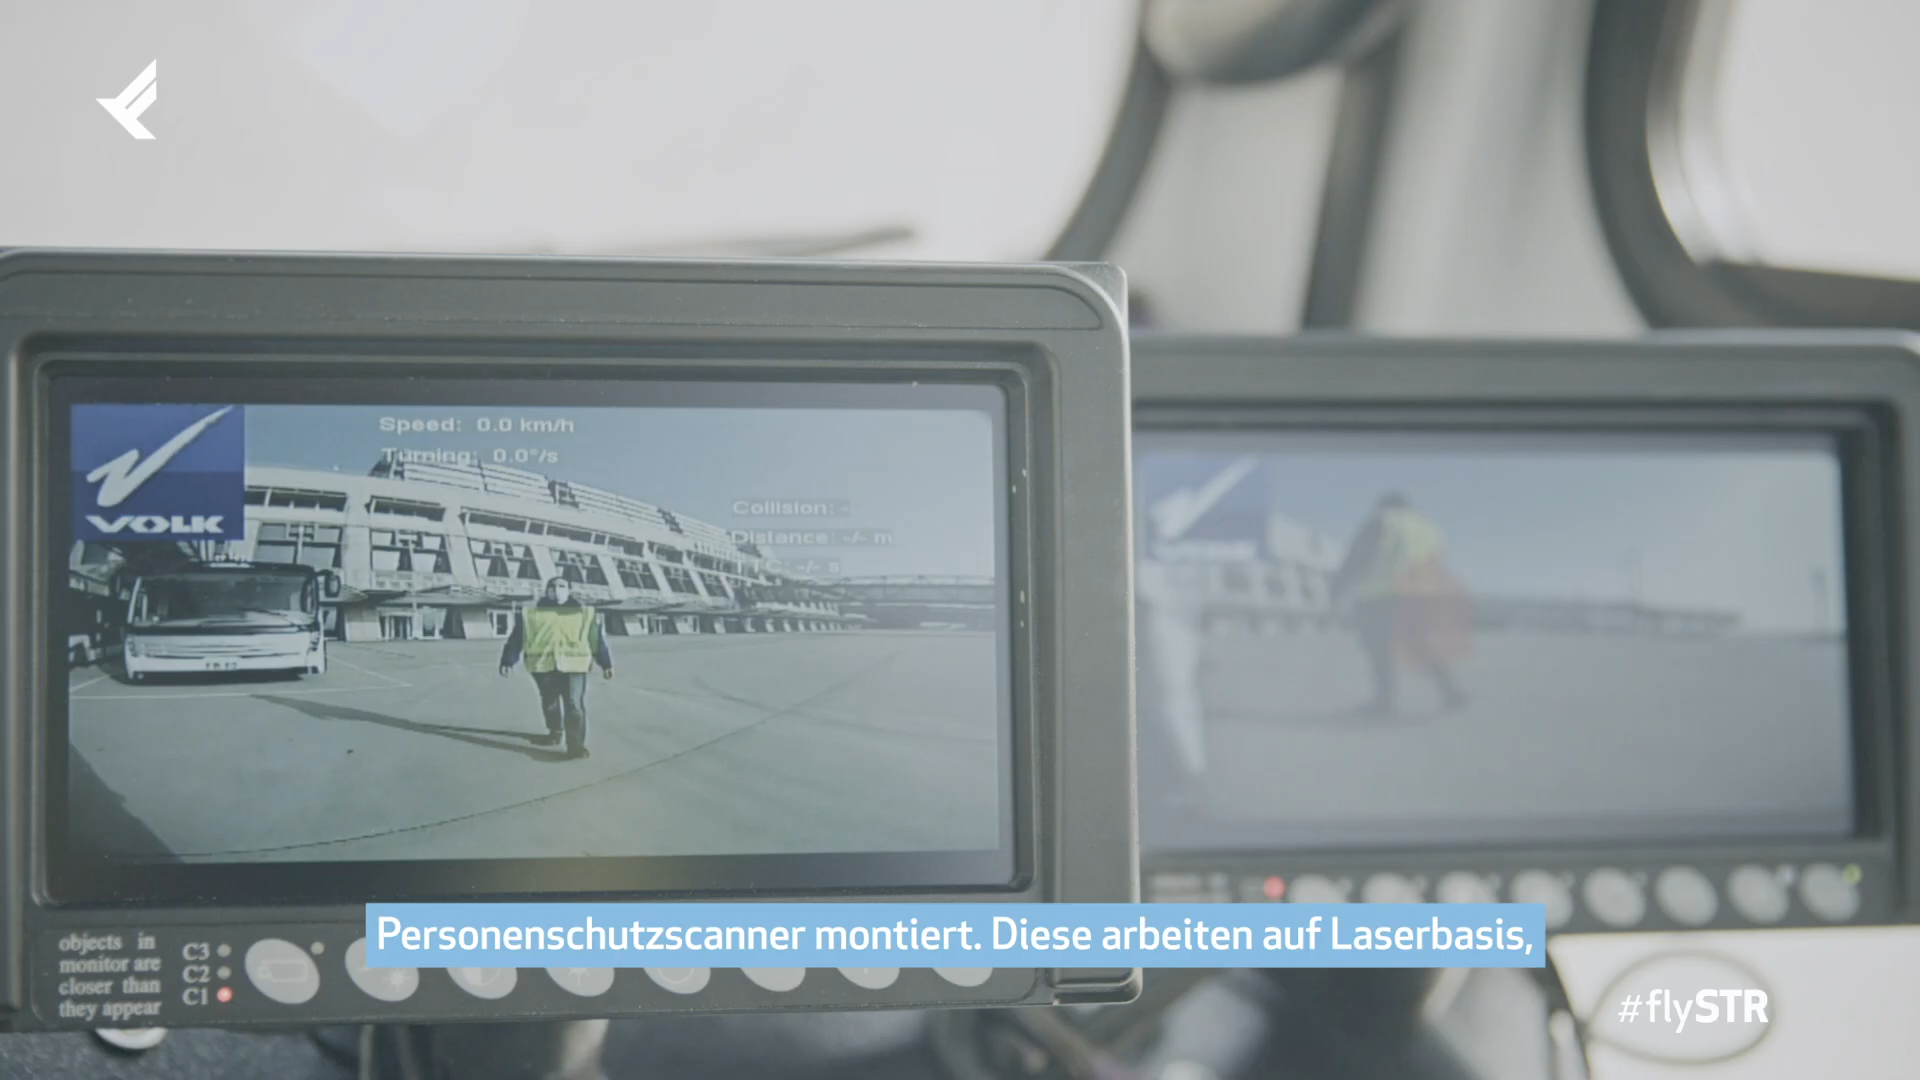 VOLK
Speed: 0.0 km/h
Turning: 0.0°/s
Collision: -
Distance: -/- m
TTC: -/- s
objects in
monitor are
closer than
they appear
C3
C2
C1
Personenschutzscanner montiert. Diese arbeiten auf Laserbasis,
#flySTR